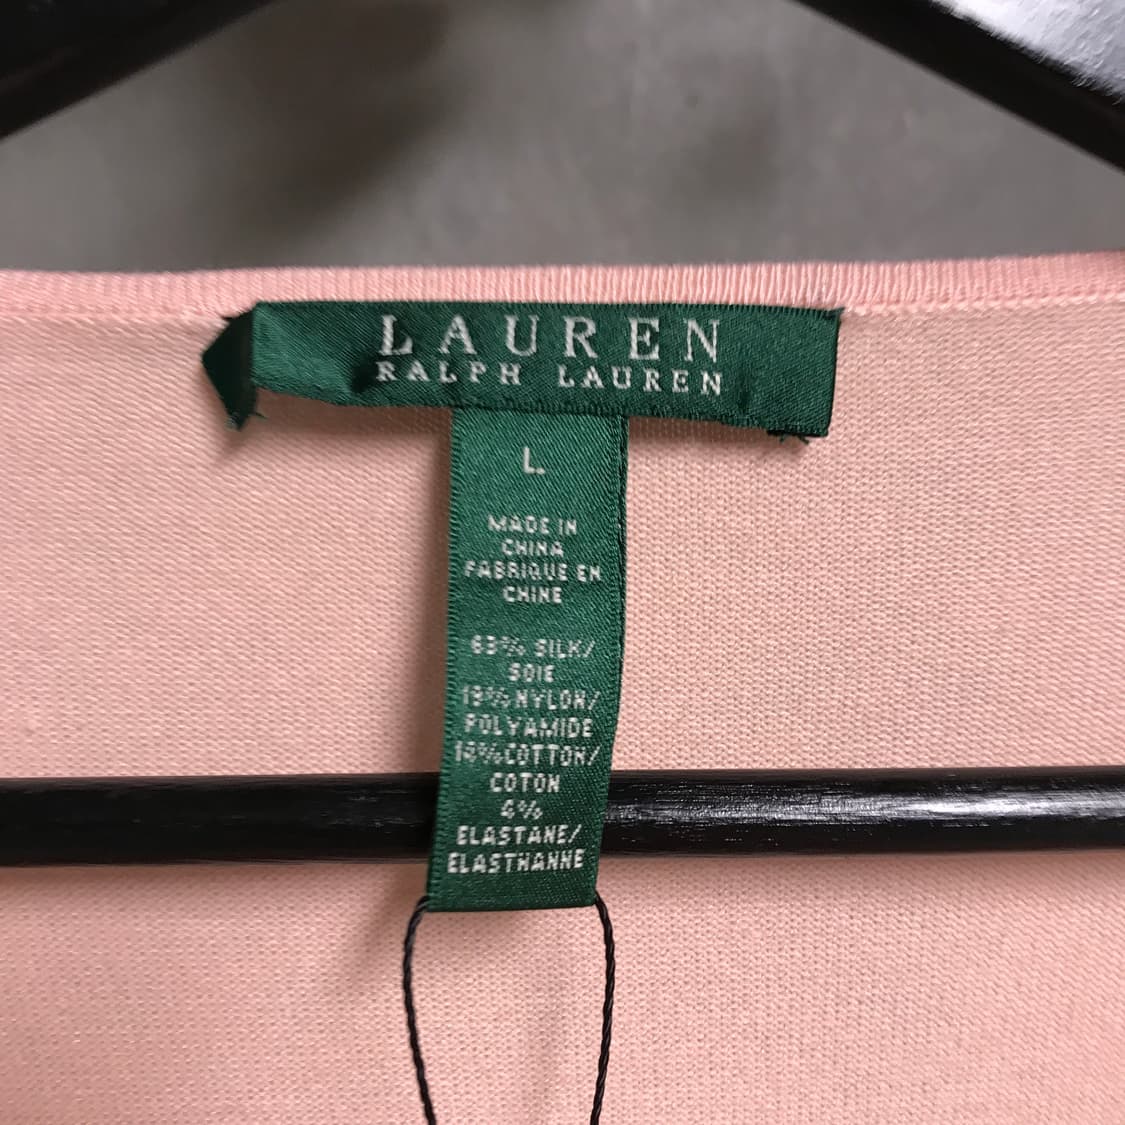 LAUREN
RALPH LAUREN
L.
MADE IN
CHINA
FABRIQUE EN
CHINE
63% SILK/
SOIE
19% NYLON/
POLYAMIDE
14% COTTON/
COTON
4%
ELASTANE/
ELASTHANNE